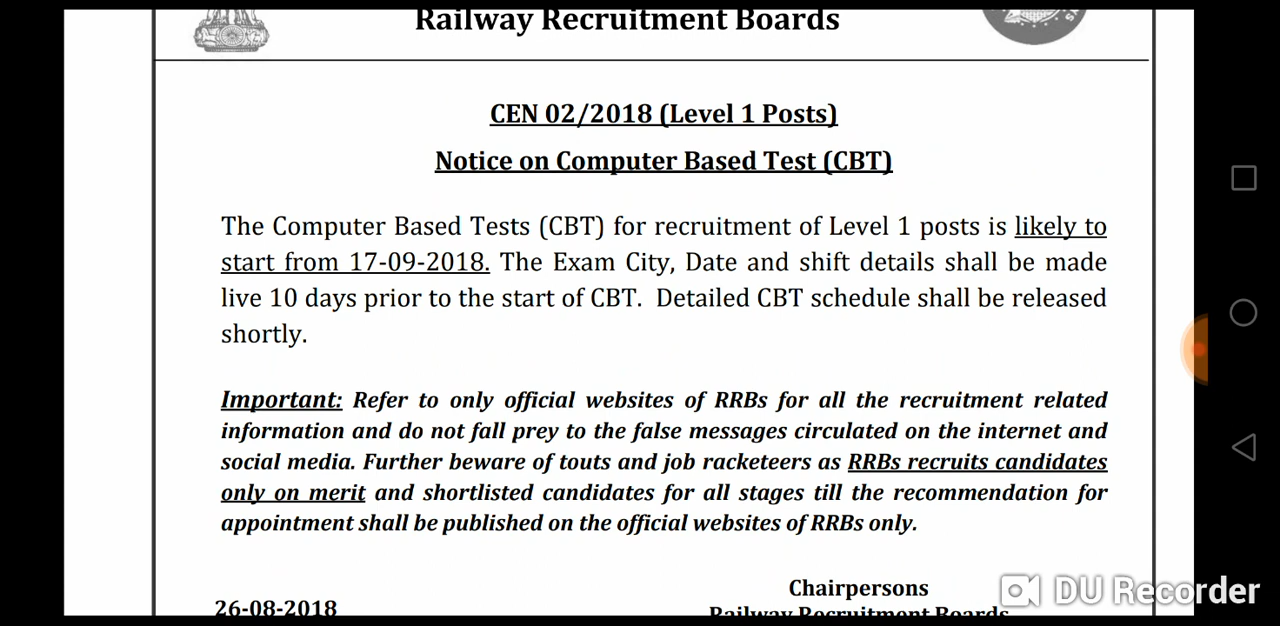 Railway Recruitment Boards
CEN 02/2018 (Level 1 Posts)
Notice on Computer Based Test (CBT)
The Computer Based Tests (CBT) for recruitment of Level 1 posts is likely to
start from 17-09-2018. The Exam City, Date and shift details shall be made
live 10 days prior to the start of CBT. Detailed CBT schedule shall be released
shortly.
Important: Refer to only official websites of RRBs for all the recruitment related
information and do not fall prey to the false messages circulated on the internet and
social media. Further beware of touts and job racketeers as RRBs recruits candidates
only on merit and shortlisted candidates for all stages till the recommendation for
appointment shall be published on the official websites of RRBs only.
Chairpersons
26-08-2018
Railway Recruitment Boards
DU Recorder